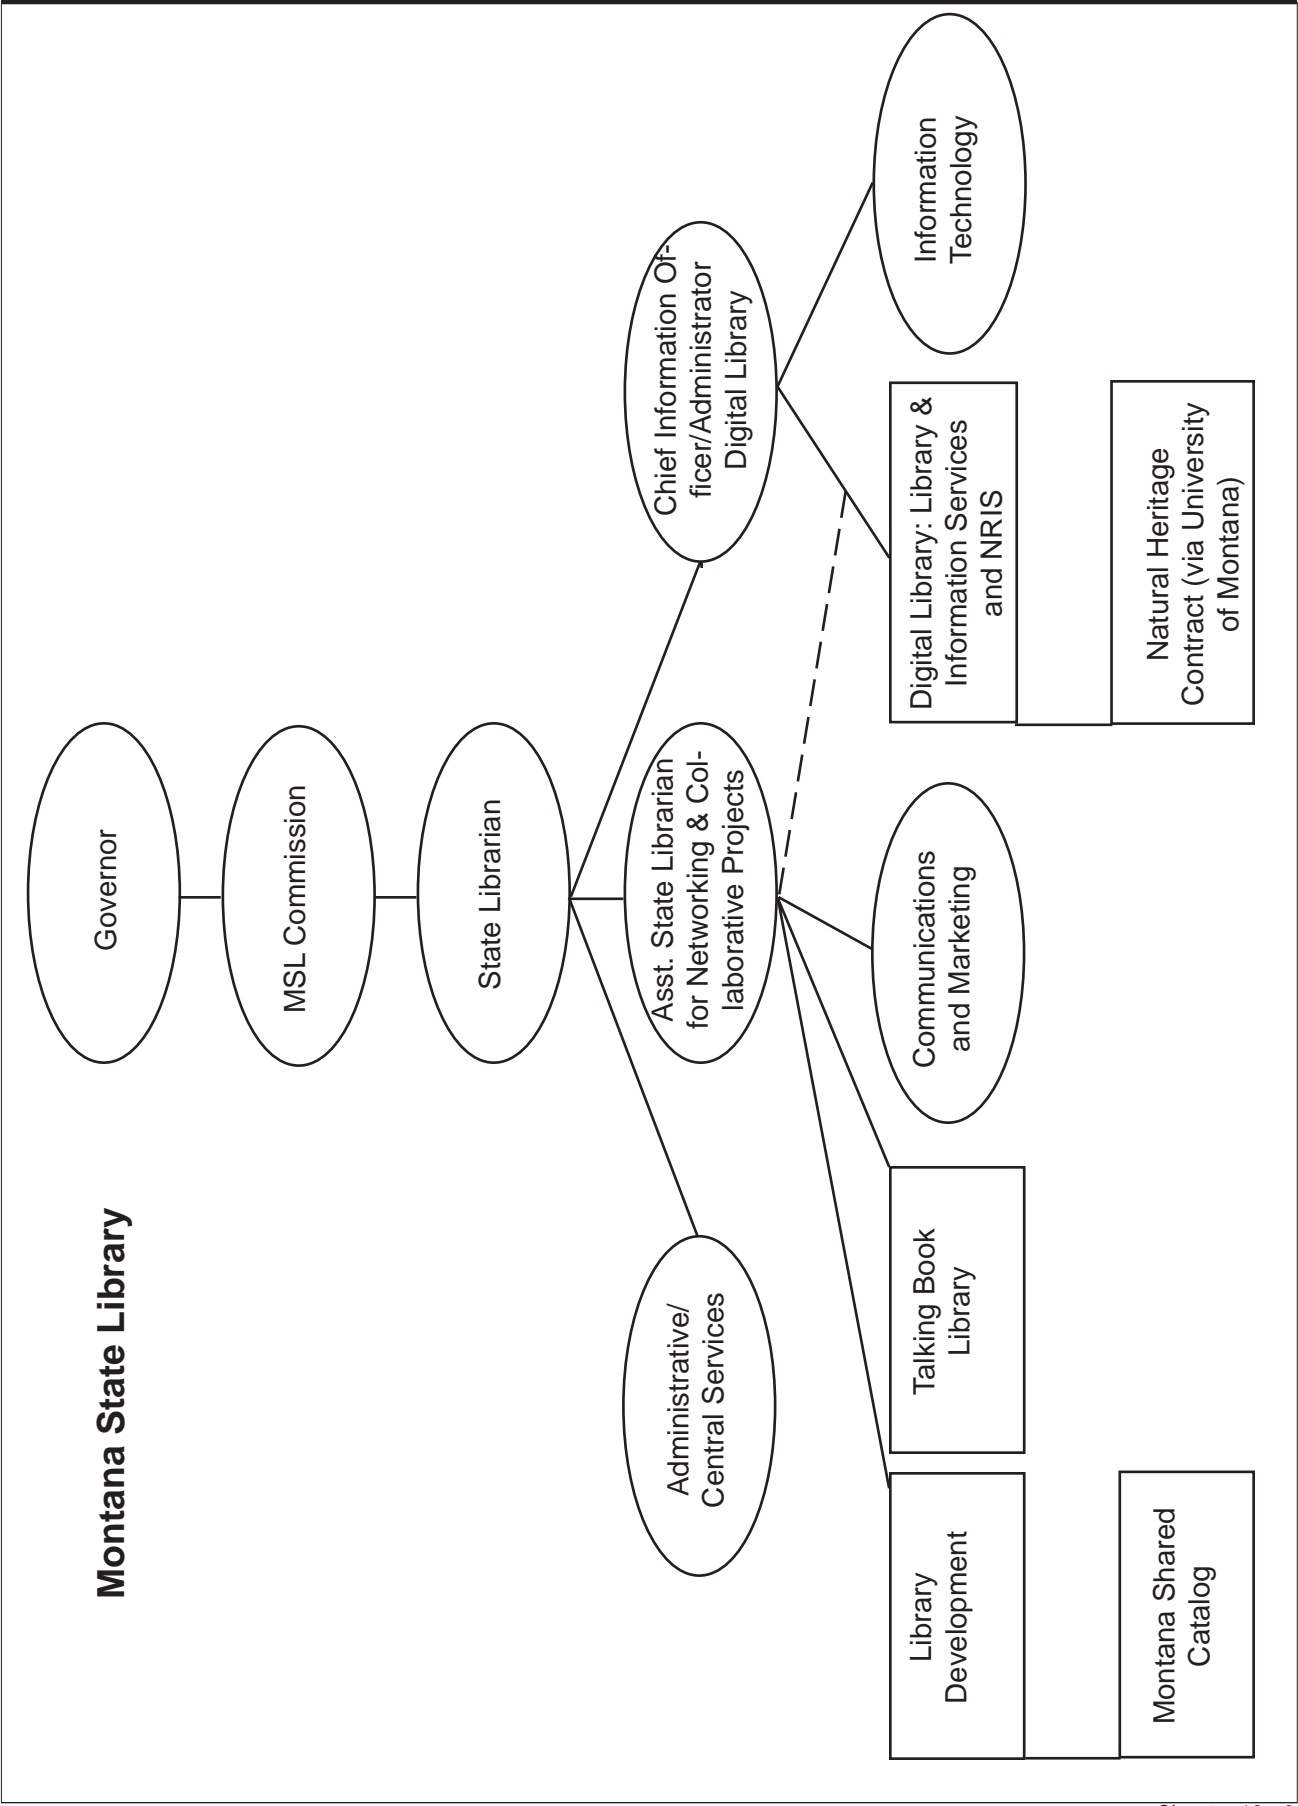 Montana State Library
Governor
MSL Commission
State Librarian
Administrative/
Central Services
Asst. State Librarian
for Networking & Col-
laborative Projects
Chief Information Of-
ficer/Administrator
Digital Library
Library
Development
Talking Book
Library
Communications
and Marketing
Digital Library: Library &
Information Services
and NRIS
Information
Technology
Montana Shared
Catalog
Natural Heritage
Contract (via University
of Montana)